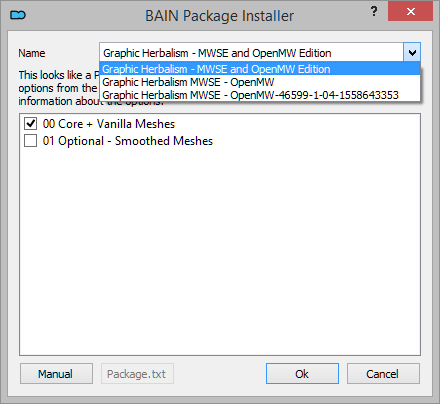 BAIN Package Installer
?
Name
Graphic Herbalism - MWSE and OpenMW Edition
Graphic Herbalism - MWSE and OpenMW Edition
Graphic Herbalism MWSE - OpenMW
Graphic Herbalism MWSE - OpenMW-46599-1-04-1558643353
This looks like a
options from the
information about the options.
00 Core + Vanilla Meshes
01 Optional - Smoothed Meshes
Manual
Package.txt
Ok
Cancel